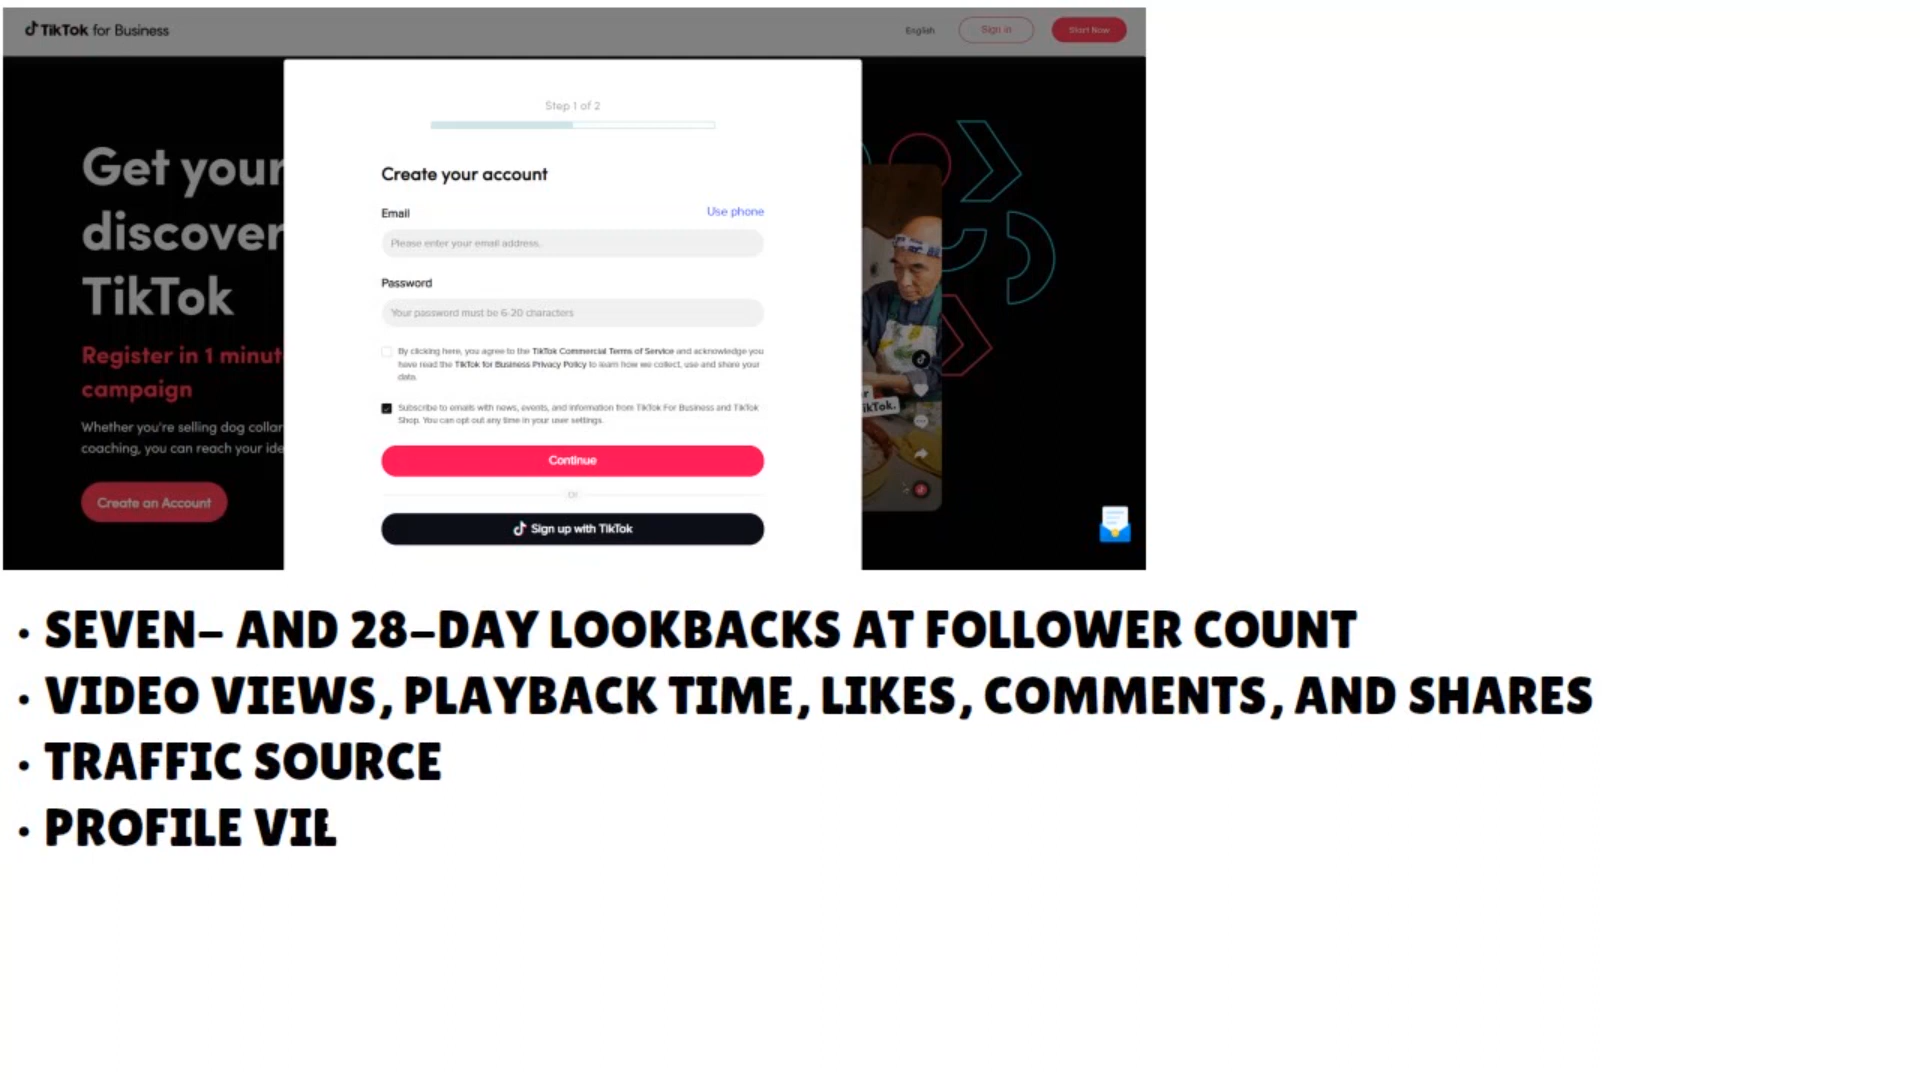 TikTok for Business
English
Sign in
Start Now
Step 1 of 2
Get your
discover
TikTok
Register in 1 minut
campaign
Whether you're selling dog collar
coaching, you can reach your ide
Create an Account
Create your account
Email
Use phone
Please enter your email address.
Password
Your password must be 6-20 characters
By clicking here, you agree to the TikTok Commercial Terms of Service and acknowledge you
have read the TikTok for Business Privacy Policy to learn how we collect, use and share your
data.
Subscribe to emails with news, events, and information from TikTok For Business and TikTok
Shop. You can opt out any time in your user settings.
Continue
or
Sign up with TikTok
ikTok.
• SEVEN- AND 28-DAY LOOKBACKS AT FOLLOWER COUNT
• VIDEO VIEWS, PLAYBACK TIME, LIKES, COMMENTS, AND SHARES
• TRAFFIC SOURCE
• PROFILE VIE